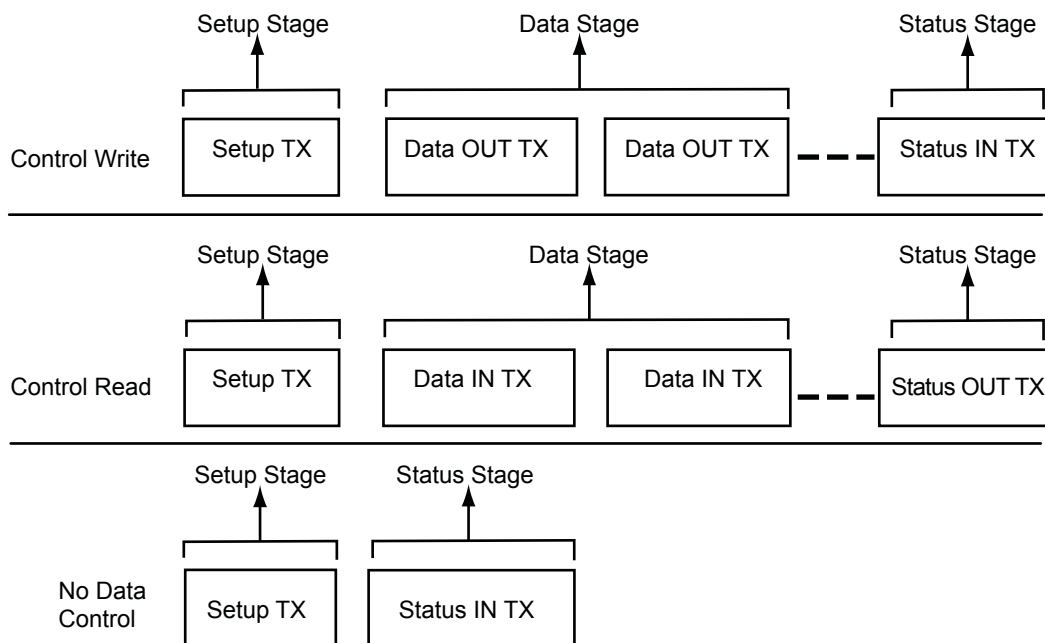 Setup Stage Data Stage Status Stage
Control Write Setup TX Data OUT TX Data OUT TX Status IN TX
Setup Stage Data Stage Status Stage
Control Read Setup TX Data IN TX Data IN TX Status OUT TX
Setup Stage Status Stage
No Data
Control Setup TX Status IN TX